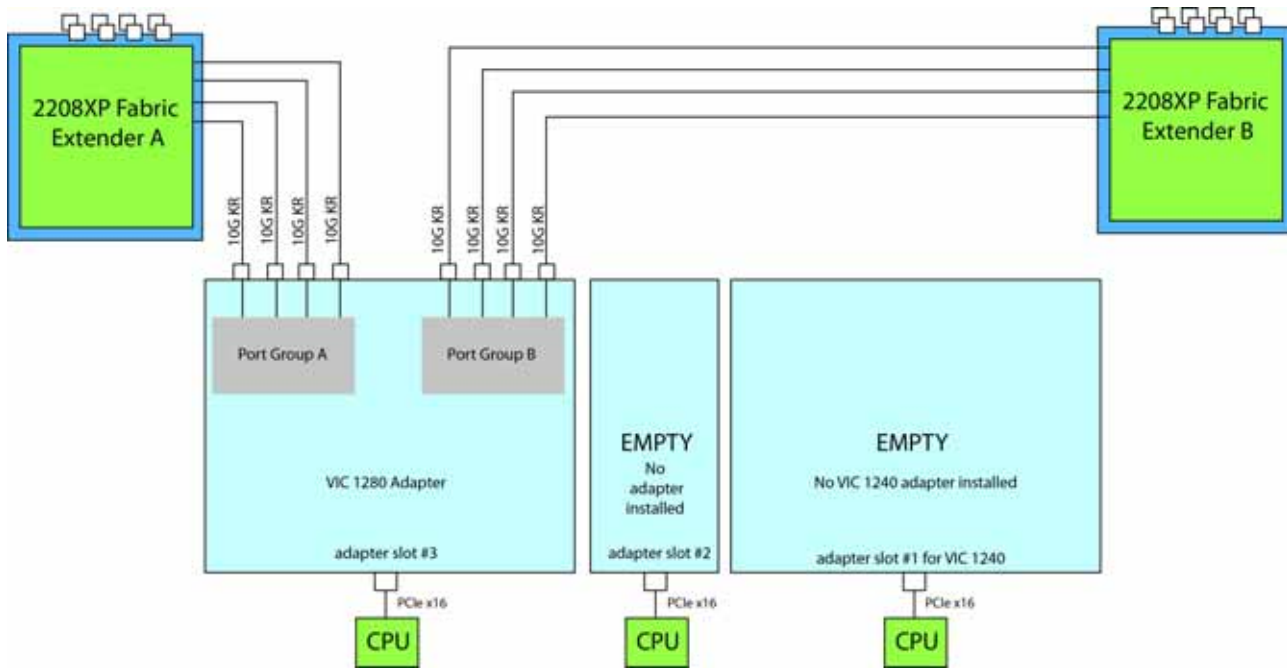 2208XP Fabric
Extender A
2208XP Fabric
Extender B
10G KR
10G KR
10G KR
10G KR
10G KR
10G KR
10G KR
10G KR
Port Group A
Port Group B
VIC 1280 Adapter
adapter slot #3
EMPTY
No
adapter
installed
adapter slot #2
EMPTY
No VIC 1240 adapter installed
adapter slot #1 for VIC 1240
PCIe x16
PCIe x16
PCIe x16
CPU
CPU
CPU